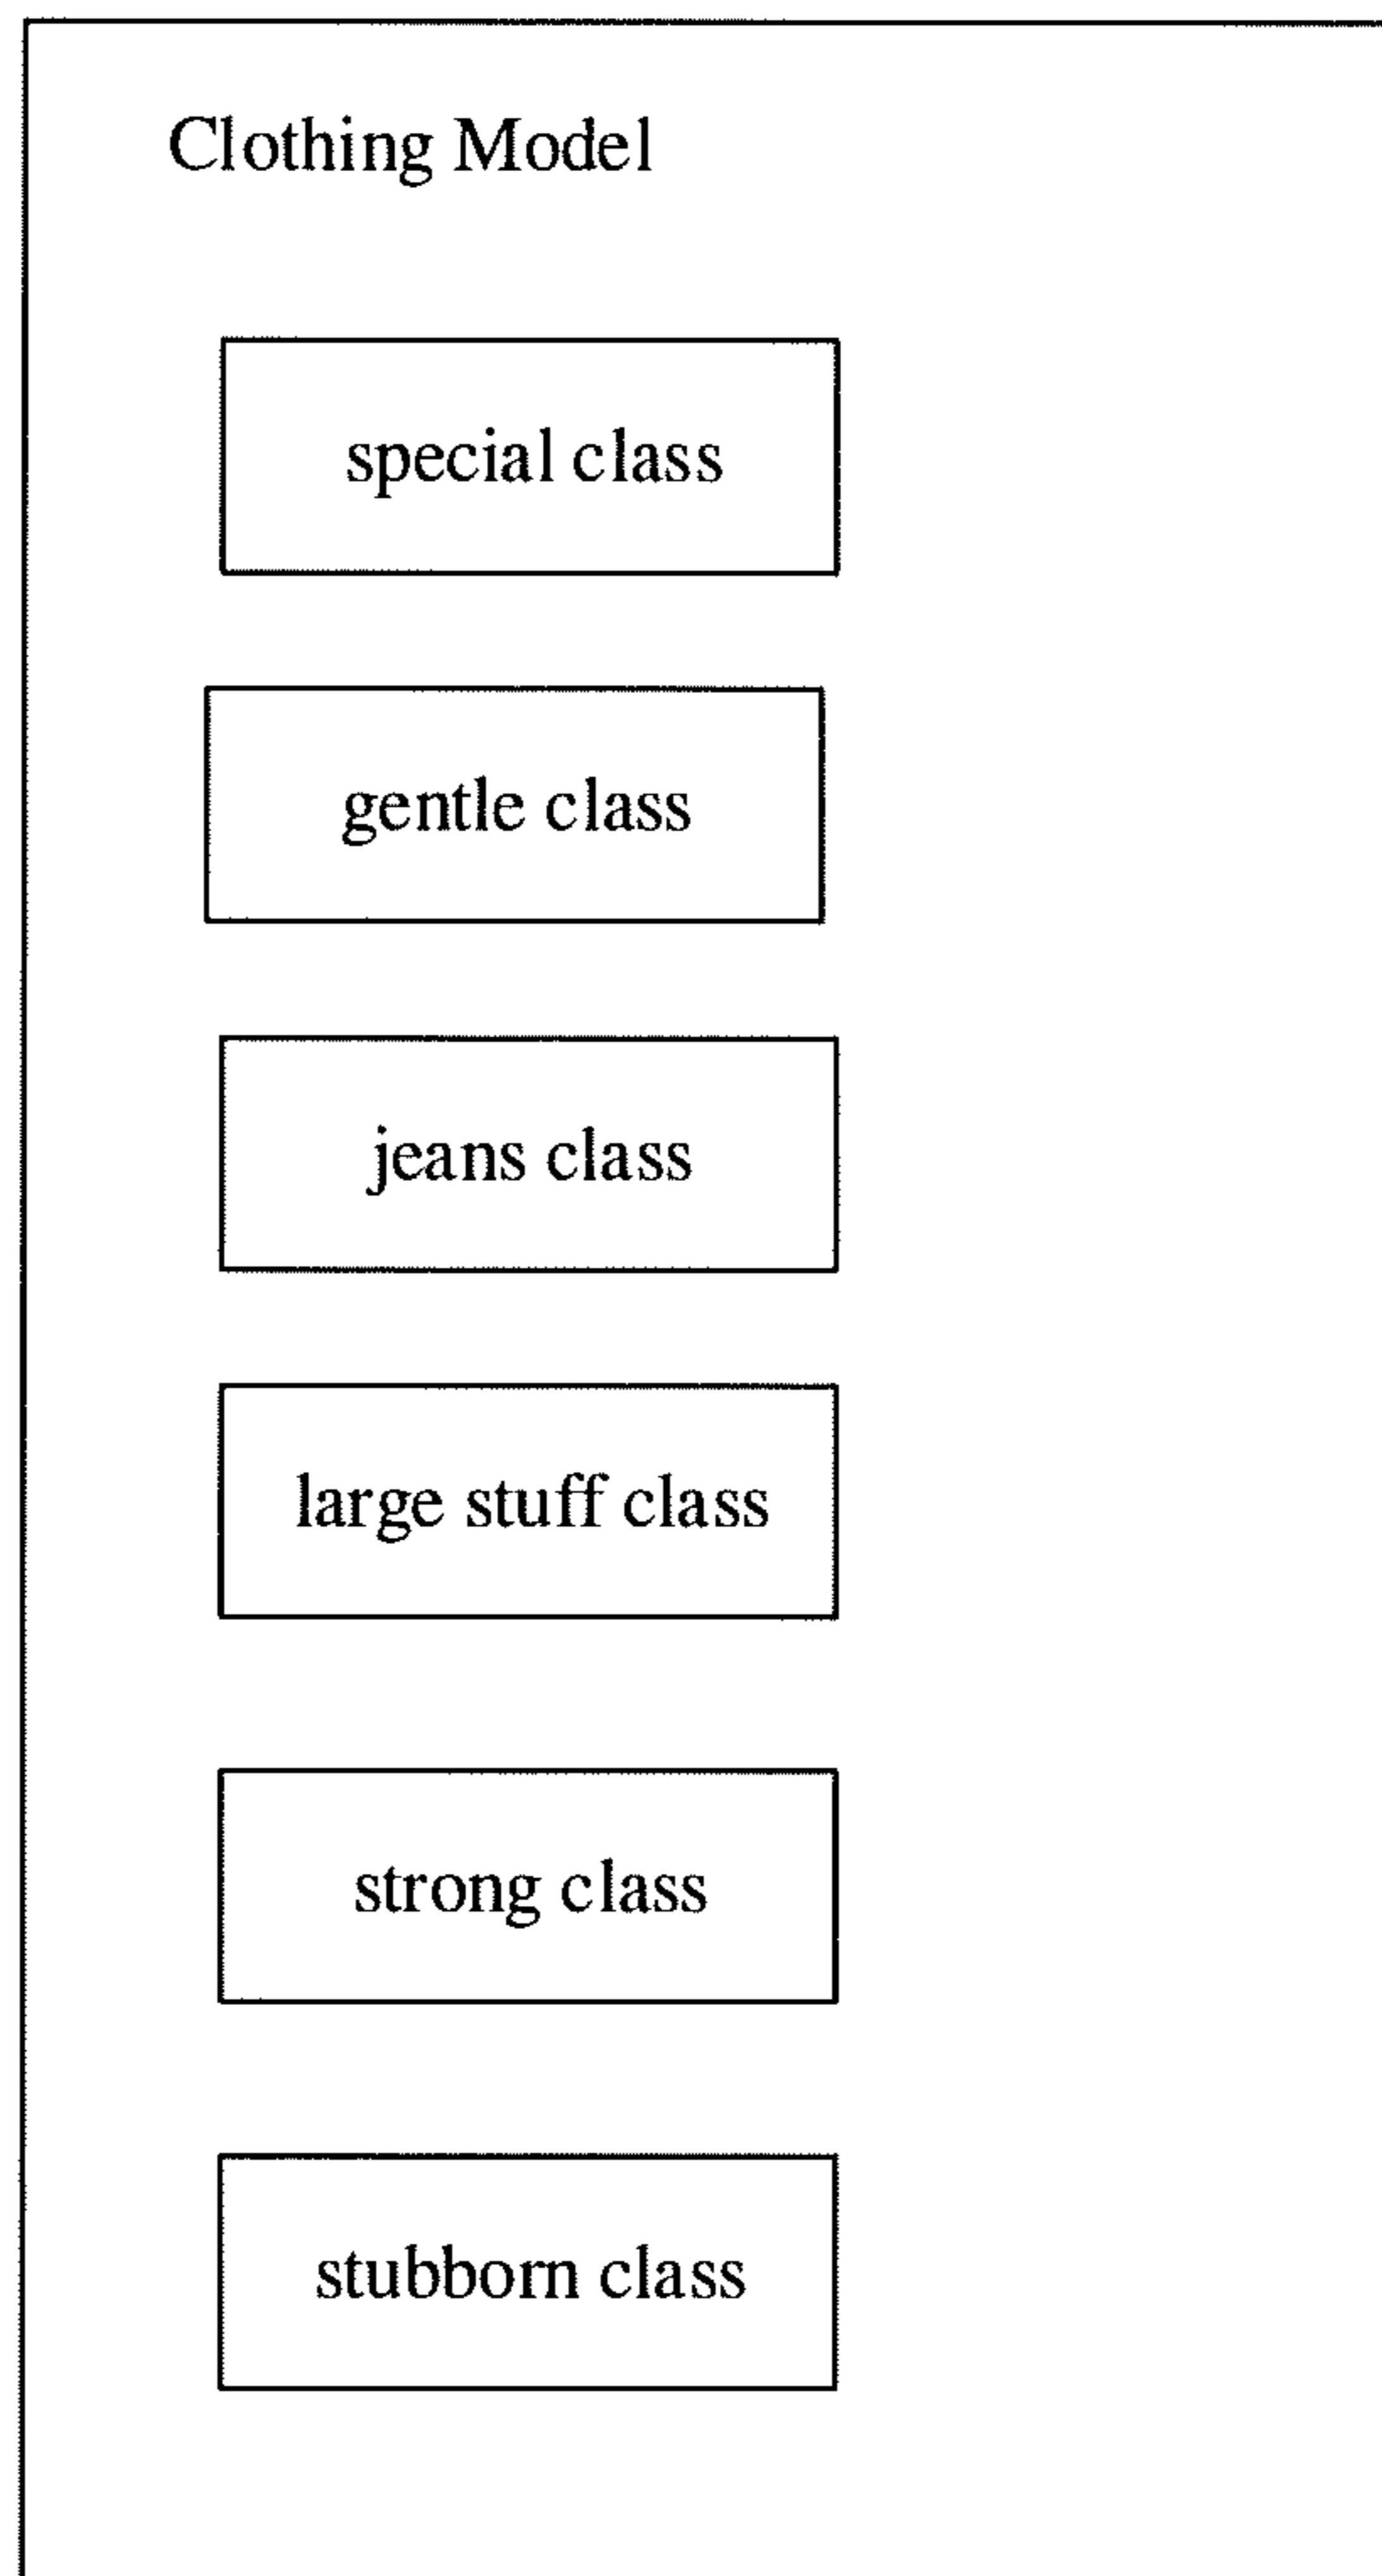 Clothing Model
special class
gentle class
jeans class
large stuff class
strong class
stubborn class